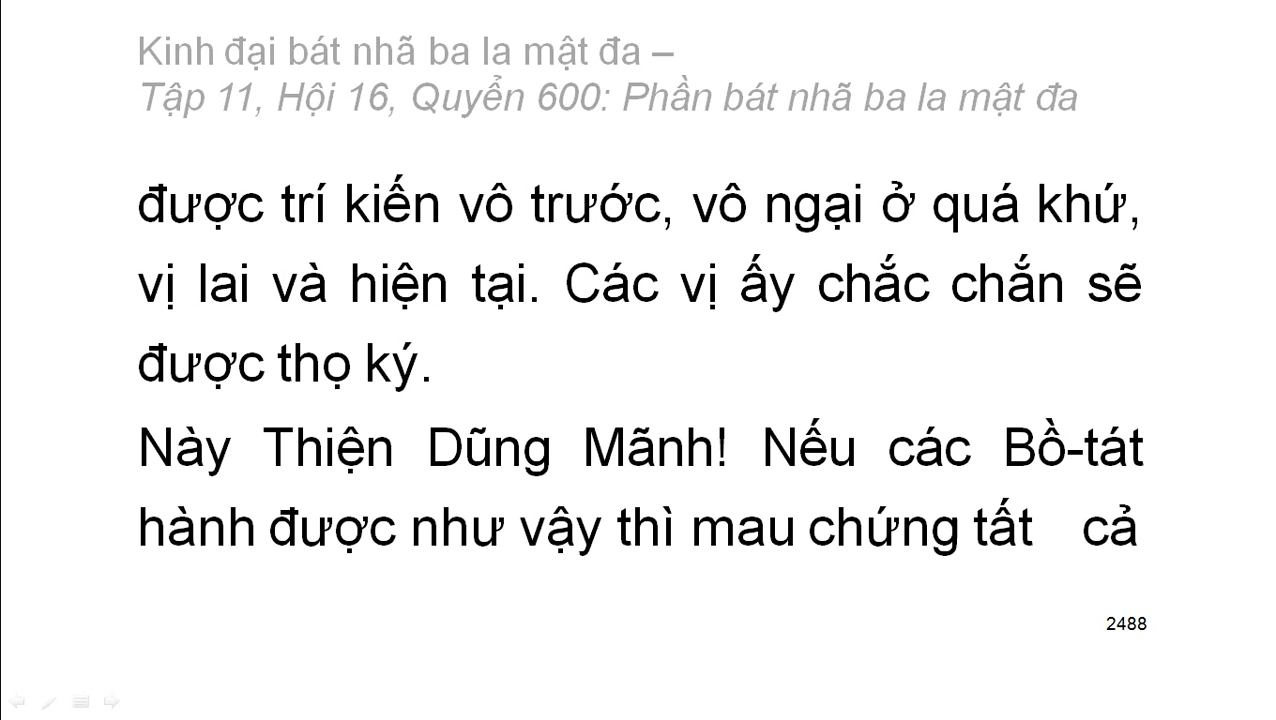 Kinh đại bát nhã ba la mật đa –
Tập 11, Hội 16, Quyển 600: Phần bát nhã ba la mật đa
được trí kiến vô trước, vô ngại ở quá khứ,
vị lai và hiện tại. Các vị ấy chắc chắn sẽ
được thọ ký.
Này Thiện Dũng Mãnh! Nếu các Bồ-tát
hành được như vậy thì mau chứng tất cả
2488